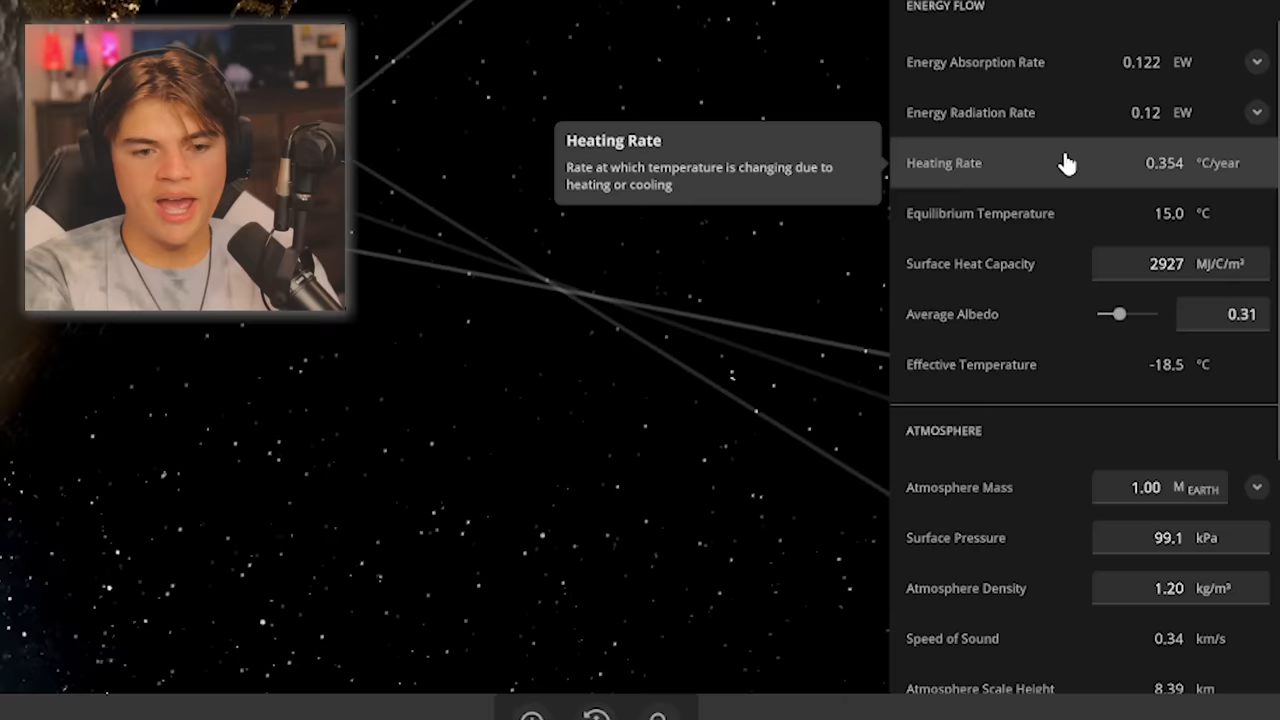 ENERGY FLOW
Energy Absorption Rate 0.122 EW
Energy Radiation Rate 0.12 EW
Heating Rate
Rate at which temperature is changing due to
heating or cooling
Heating Rate 0.354 °C/year
Equilibrium Temperature 15.0 °C
Surface Heat Capacity 2927 MJ/C/m²
Average Albedo 0.31
Effective Temperature -18.5 °C
ATMOSPHERE
Atmosphere Mass 1.00 M EARTH
Surface Pressure 99.1 kPa
Atmosphere Density 1.20 kg/m³
Speed of Sound 0.34 km/s
Atmosphere Scale Height 8.39 km